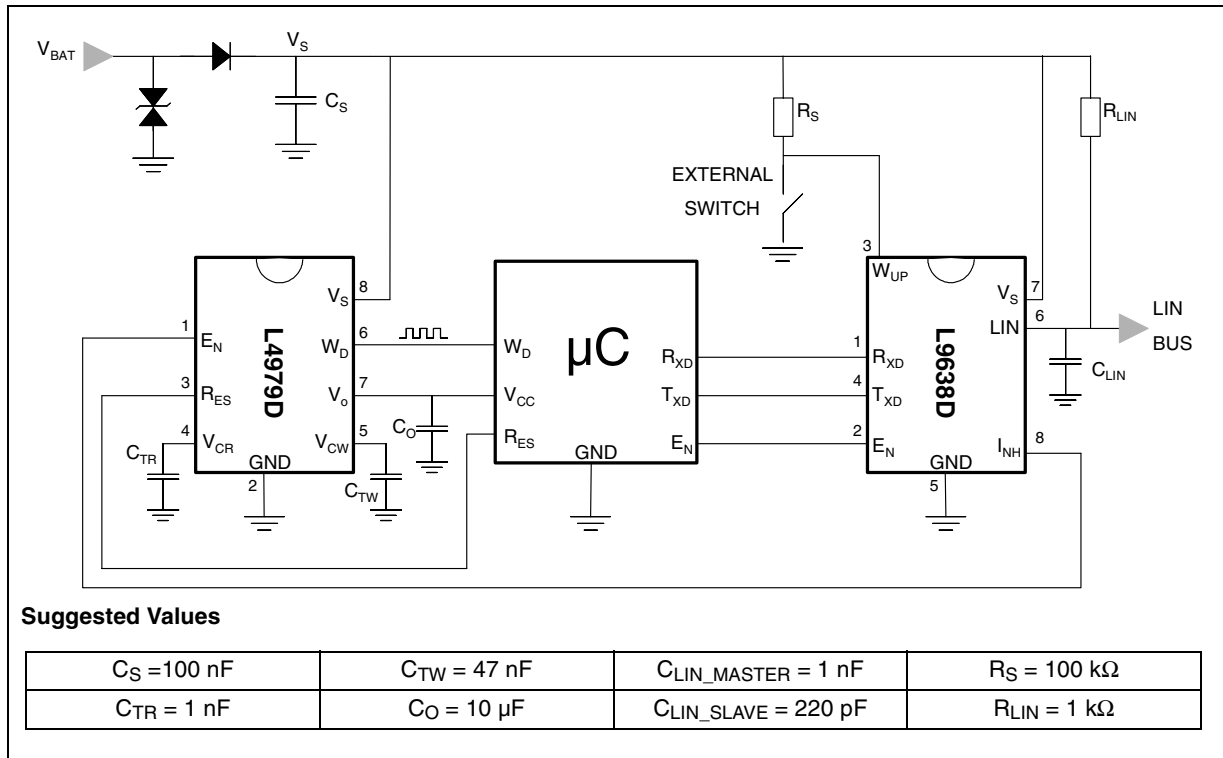 V_BAT
V_S
C_S
R_S
R_LIN
EXTERNAL
SWITCH
L4979D
1 E_N
3 R_ES
4 V_CR
V_S 8
W_D 6
V_o 7
V_CW 5
GND
2
C_TR
C_TW
C_O
µC
W_D
V_CC
R_ES
R_XD
T_XD
E_N
GND
L9638D
3
W_UP
1 R_XD
4 T_XD
2 E_N
V_S 7
LIN 6
I_NH 8
GND
5
LIN
BUS
C_LIN
Suggested Values
C_S =100 nF C_TW = 47 nF C_LIN_MASTER = 1 nF R_S = 100 kΩ
C_TR = 1 nF C_O = 10 µF C_LIN_SLAVE = 220 pF R_LIN = 1 kΩ